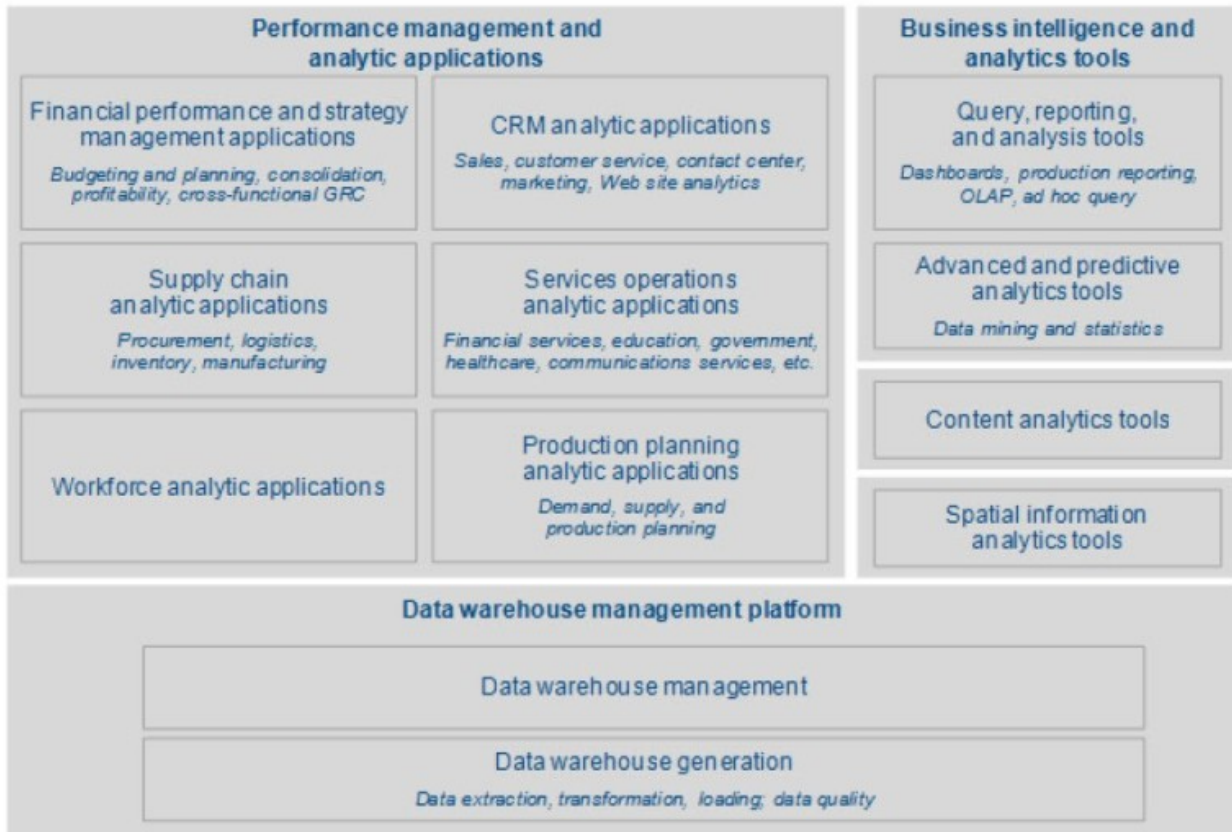 Performance management and
analytic applications
Financial performance and strategy
management applications
Budgeting and planning, consolidation,
profitability, cross-functional GRC
CRM analytic applications
Sales, customer service, contact center,
marketing, Web site analytics
Supply chain
analytic applications
Procurement, logistics,
inventory, manufacturing
Services operations
analytic applications
Financial services, education, government,
healthcare, communications services, etc.
Workforce analytic applications
Production planning
analytic applications
Demand, supply, and
production planning
Business intelligence and
analytics tools
Query, reporting,
and analysis tools
Dashboards, production reporting,
OLAP, ad hoc query
Advanced and predictive
analytics tools
Data mining and statistics
Content analytics tools
Spatial information
analytics tools
Data warehouse management platform
Data warehouse management
Data warehouse generation
Data extraction, transformation, loading; data quality